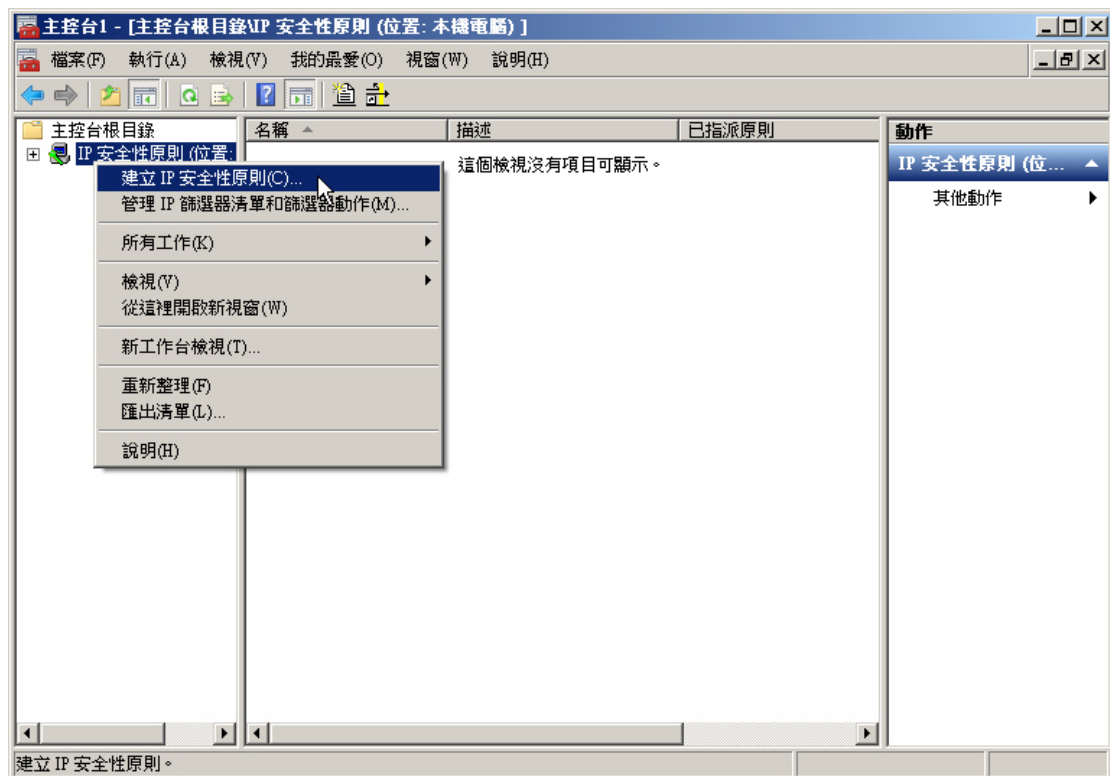 主控台1 - [主控台根目錄\IP 安全性原則 (位置: 本機電腦) ]
檔案(F) 執行(A) 檢視(V) 我的最愛(O) 視窗(W) 說明(H)
主控台根目錄
IP 安全性原則 (位置:
名稱 描述 已指派原則
這個檢視沒有項目可顯示。
動作
IP 安全性原則 (位...
其他動作
建立 IP 安全性原則(C)...
管理 IP 篩選器清單和篩選器動作(M)...
所有工作(K)
檢視(V)
從這裡開啟新視窗(W)
新工作台檢視(T)...
重新整理(F)
匯出清單(L)...
說明(H)
建立 IP 安全性原則。